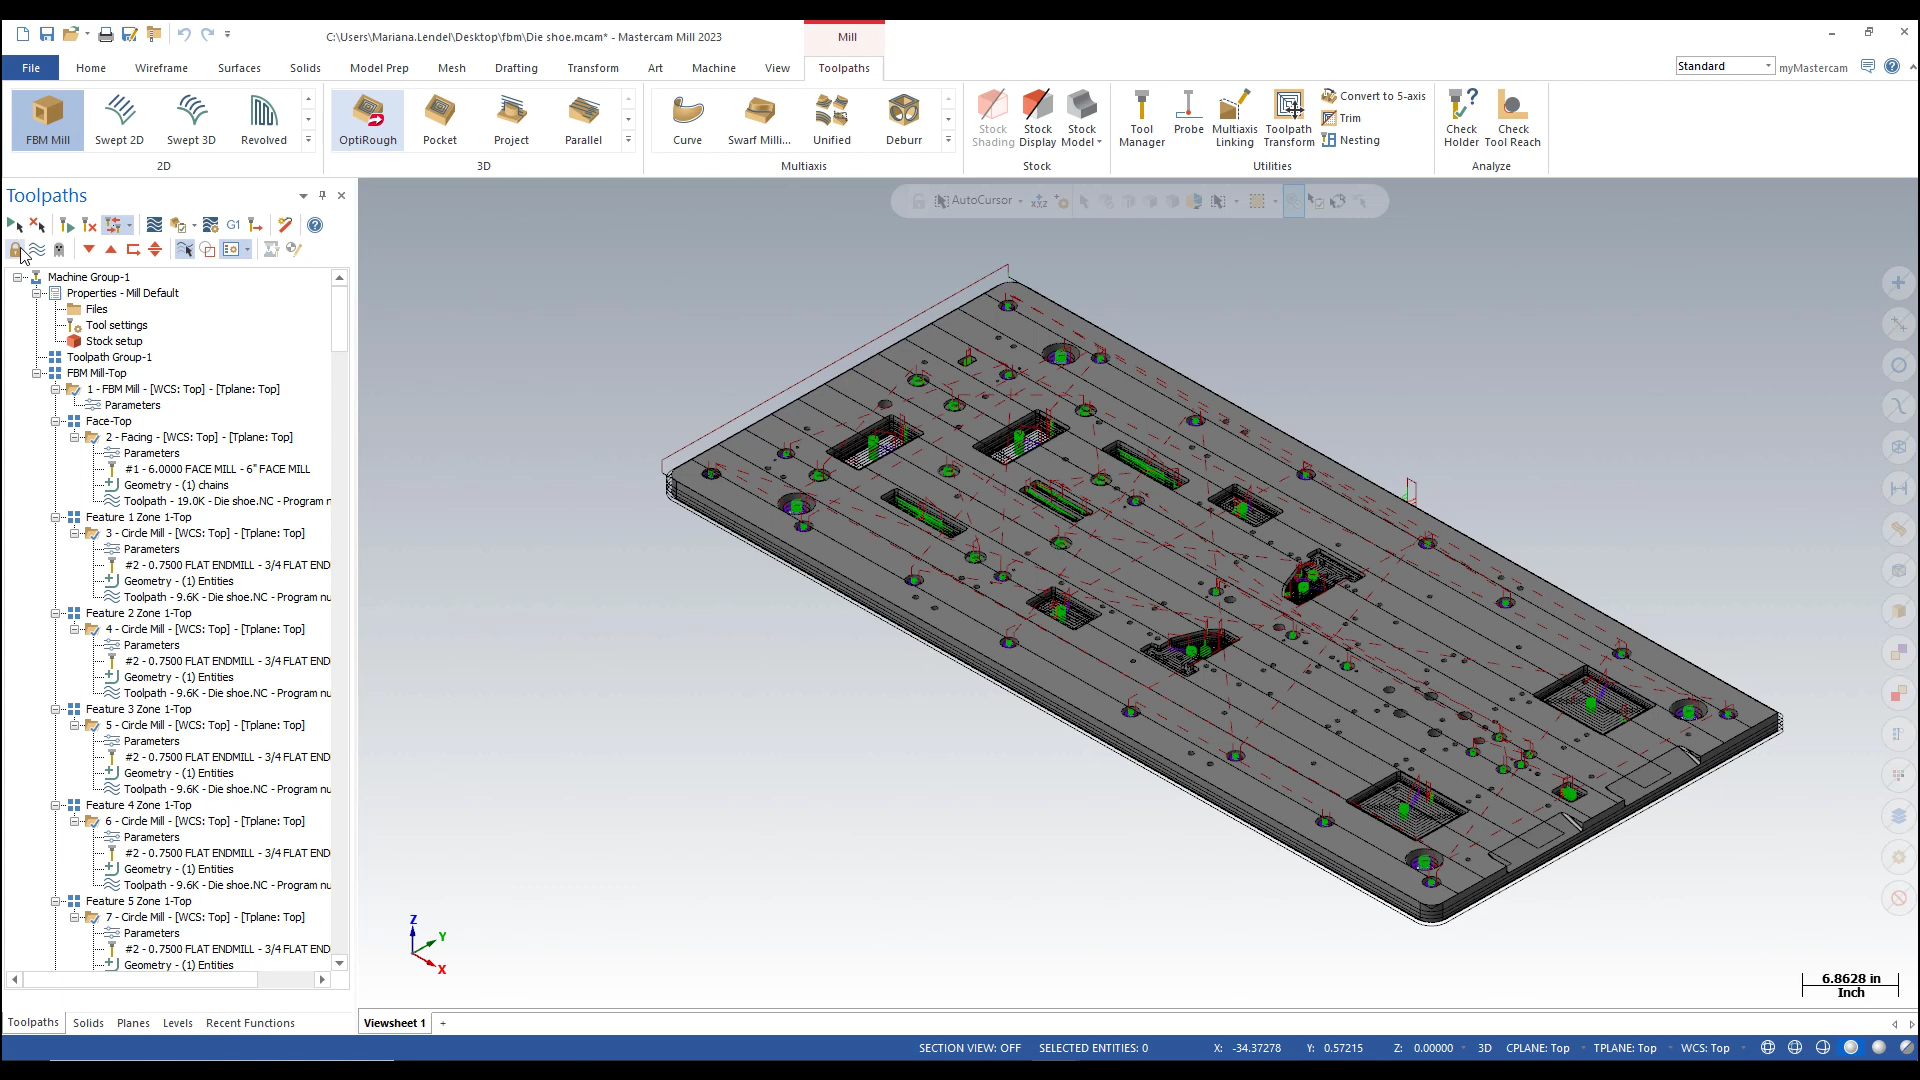 C:\Users\Mariana.Lendel\Desktop\fbm\Die shoe.mcam* - Mastercam Mill 2023
Mill
File Home Wireframe Surfaces Solids Model Prep Mesh Drafting Transform Art Machine View Toolpaths
Standard myMastercam
FBM Mill Swept 2D Swept 3D Revolved
2D
OptiRough Pocket Project Parallel
3D
Curve Swarf Milli... Unified Deburr
Multiaxis
Stock Shading Stock Display Stock Model
Stock
Tool Manager Probe Multiaxis Linking Toolpath Transform
Convert to 5-axis
Trim
Nesting
Utilities
Check Holder Check Tool Reach
Analyze
Toolpaths
G1
AutoCursor
Machine Group-1
Properties - Mill Default
Files
Tool settings
Stock setup
Toolpath Group-1
FBM Mill-Top
1 - FBM Mill - [WCS: Top] - [Tplane: Top]
Parameters
Face-Top
2 - Facing - [WCS: Top] - [Tplane: Top]
Parameters
#1 - 6.0000 FACE MILL - 6" FACE MILL
Geometry - (1) chains
Toolpath - 19.0K - Die shoe.NC - Program n
Feature 1 Zone 1-Top
3 - Circle Mill - [WCS: Top] - [Tplane: Top]
Parameters
#2 - 0.7500 FLAT ENDMILL - 3/4 FLAT END
Geometry - (1) Entities
Toolpath - 9.6K - Die shoe.NC - Program nu
Feature 2 Zone 1-Top
4 - Circle Mill - [WCS: Top] - [Tplane: Top]
Parameters
#2 - 0.7500 FLAT ENDMILL - 3/4 FLAT END
Geometry - (1) Entities
Toolpath - 9.6K - Die shoe.NC - Program nu
Feature 3 Zone 1-Top
5 - Circle Mill - [WCS: Top] - [Tplane: Top]
Parameters
#2 - 0.7500 FLAT ENDMILL - 3/4 FLAT END
Geometry - (1) Entities
Toolpath - 9.6K - Die shoe.NC - Program nu
Feature 4 Zone 1-Top
6 - Circle Mill - [WCS: Top] - [Tplane: Top]
Parameters
#2 - 0.7500 FLAT ENDMILL - 3/4 FLAT END
Geometry - (1) Entities
Toolpath - 9.6K - Die shoe.NC - Program nu
Feature 5 Zone 1-Top
7 - Circle Mill - [WCS: Top] - [Tplane: Top]
Parameters
#2 - 0.7500 FLAT ENDMILL - 3/4 FLAT END
Geometry - (1) Entities
Z
Y
X
6.8628 in
Inch
Toolpaths Solids Planes Levels Recent Functions
Viewsheet 1 +
SECTION VIEW: OFF SELECTED ENTITIES: 0 X: -34.37278 Y: 0.57215 Z: 0.00000 3D CPLANE: Top TPLANE: Top WCS: Top